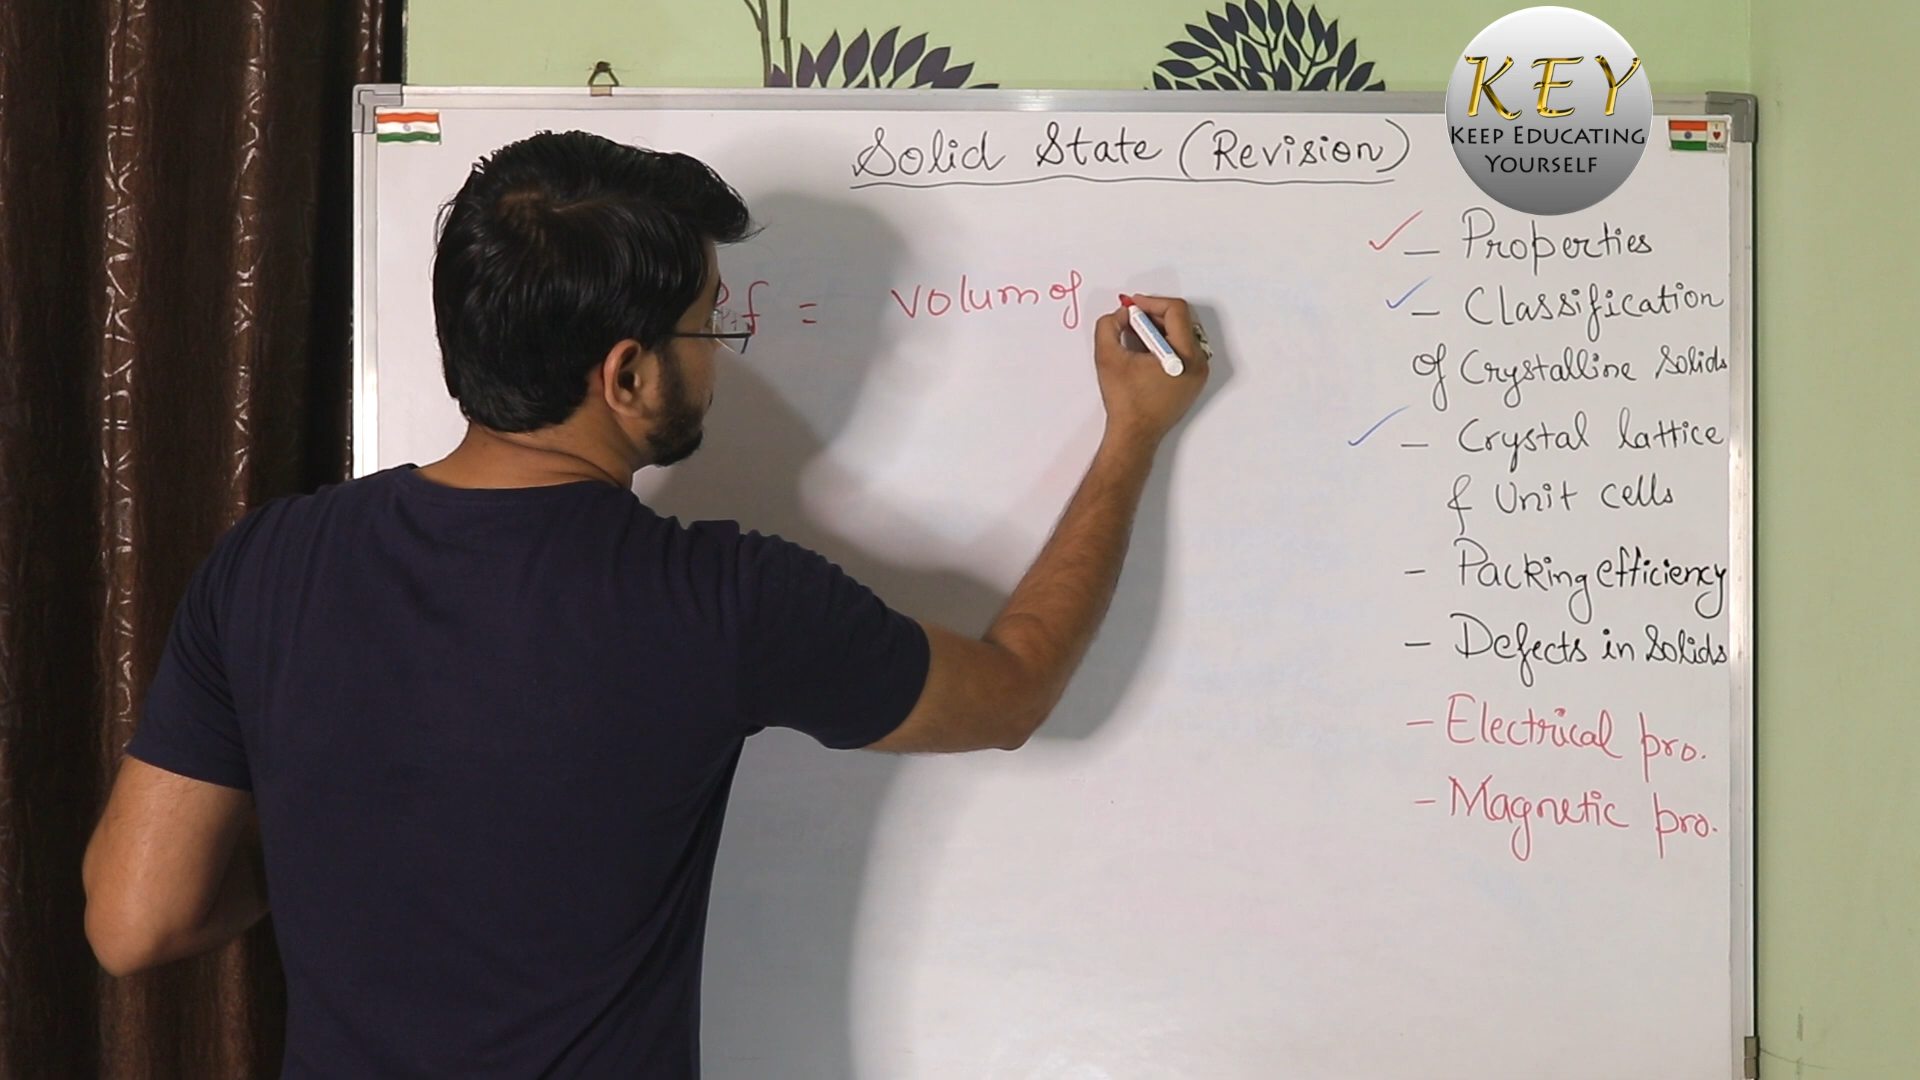 Solid State (Revision)
KEY
KEEP EDUCATING
YOURSELF
P.f = Volum of
- Properties
- Classification
of Crystalline Solids
- Crystal lattice
& Unit cells
- Packing efficiency
- Defects in Solids
- Electrical pro.
- Magnetic pro.